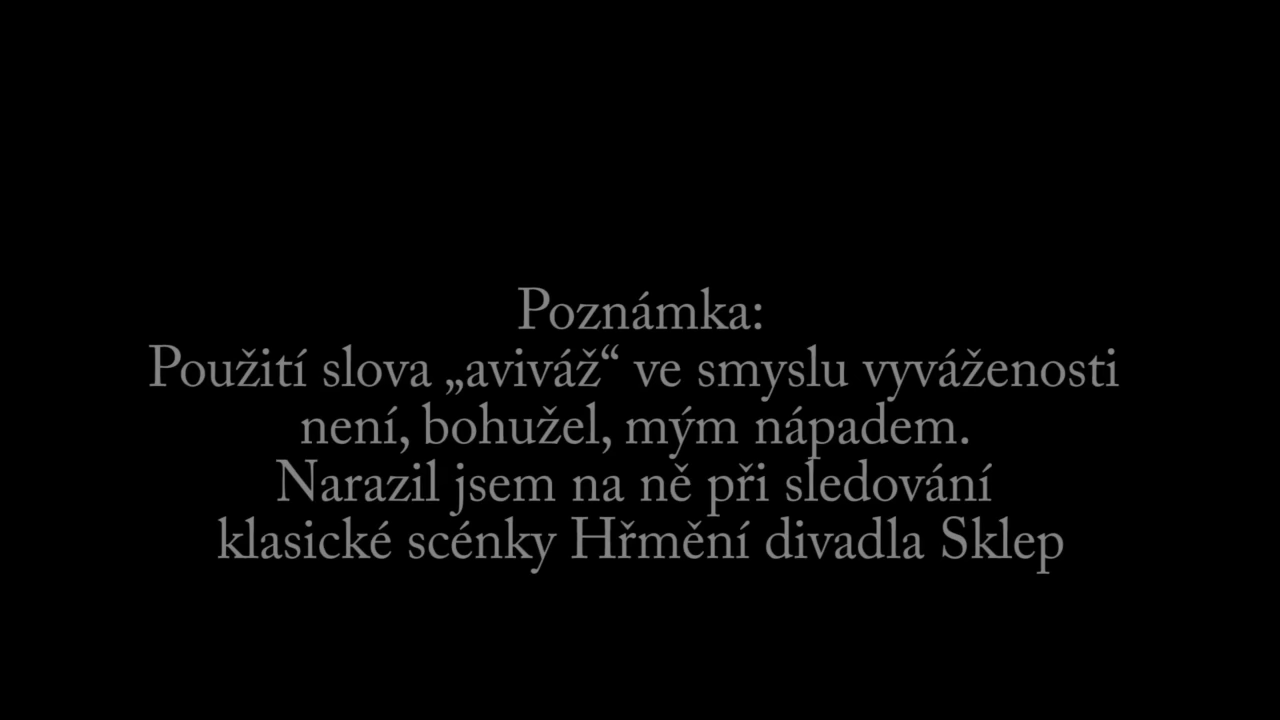 Poznámka:
Použití slova „aviváž“ ve smyslu vyváženosti
není, bohužel, mým nápadem.
Narazil jsem na ně při sledování
klasické scénky Hřmění divadla Sklep